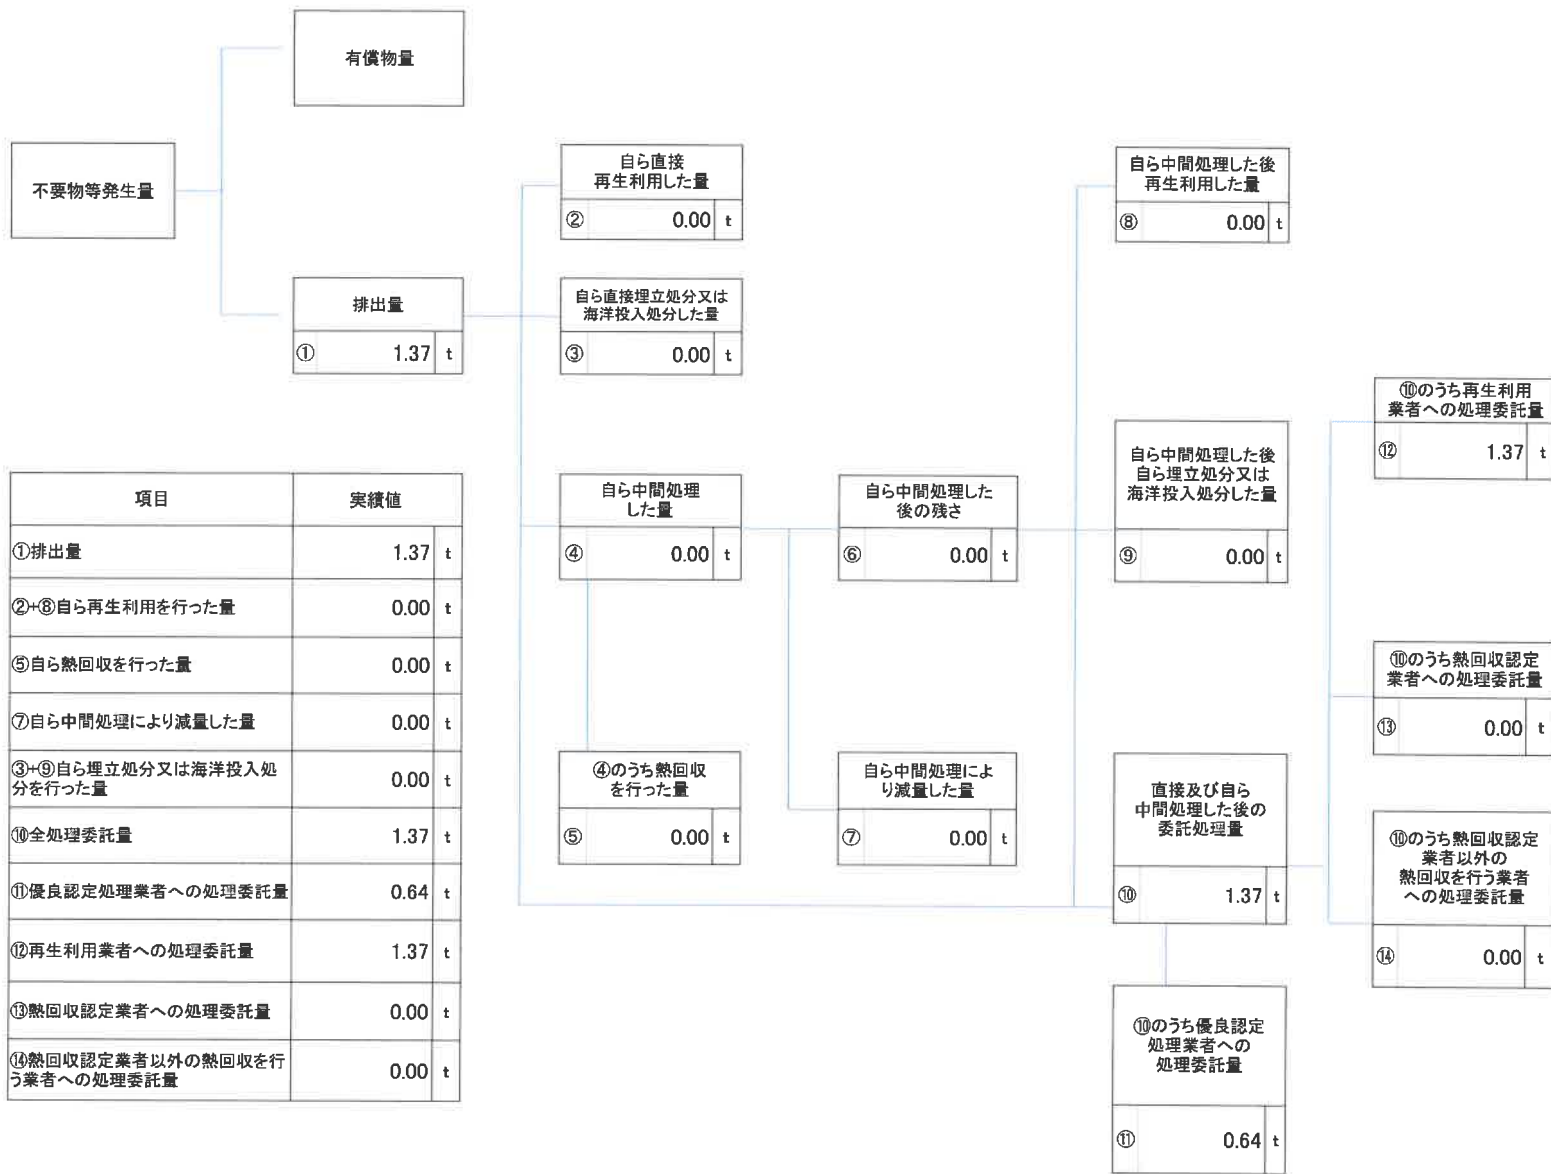 有償物量
不要物等発生量
排出量
① 1.37 t
自ら直接
再生利用した量
② 0.00 t
自ら直接埋立処分又は
海洋投入処分した量
③ 0.00 t
自ら中間処理
した量
④ 0.00 t
④のうち熱回収
を行った量
⑤ 0.00 t
自ら中間処理した
後の残さ
⑥ 0.00 t
自ら中間処理によ
り減量した量
⑦ 0.00 t
自ら中間処理した後
再生利用した量
⑧ 0.00 t
自ら中間処理した後
自ら埋立処分又は
海洋投入処分した量
⑨ 0.00 t
直接及び自ら
中間処理した後の
委託処理量
⑩ 1.37 t
⑩のうち優良認定
処理業者への
処理委託量
⑪ 0.64 t
⑩のうち再生利用
業者への処理委託量
⑫ 1.37 t
⑩のうち熱回収認定
業者への処理委託量
⑬ 0.00 t
⑩のうち熱回収認定
業者以外の
熱回収を行う業者
への処理委託量
⑭ 0.00 t
項目 実績値
①排出量 1.37 t
②+⑧自ら再生利用を行った量 0.00 t
⑤自ら熱回収を行った量 0.00 t
⑦自ら中間処理により減量した量 0.00 t
③+⑨自ら埋立処分又は海洋投入処
分を行った量 0.00 t
⑩全処理委託量 1.37 t
⑪優良認定処理業者への処理委託量 0.64 t
⑫再生利用業者への処理委託量 1.37 t
⑬熱回収認定業者への処理委託量 0.00 t
⑭熱回収認定業者以外の熱回収を行
う業者への処理委託量 0.00 t